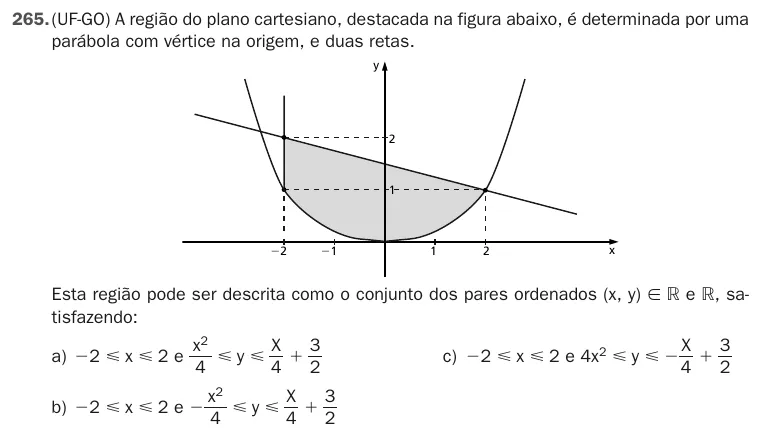 265. (UF-GO) A região do plano cartesiano, destacada na figura abaixo, é determinada por uma
parábola com vértice na origem, e duas retas.
y
2
1
−2 −1 1 2 x
Esta região pode ser descrita como o conjunto dos pares ordenados (x, y) ∈ ℝ e ℝ, sa-
tisfazendo:
a) −2 ⩽ x ⩽ 2 e x²/4 ⩽ y ⩽ X/4 + 3/2
c) −2 ⩽ x ⩽ 2 e 4x² ⩽ y ⩽ −X/4 + 3/2
b) −2 ⩽ x ⩽ 2 e −x²/4 ⩽ y ⩽ X/4 + 3/2